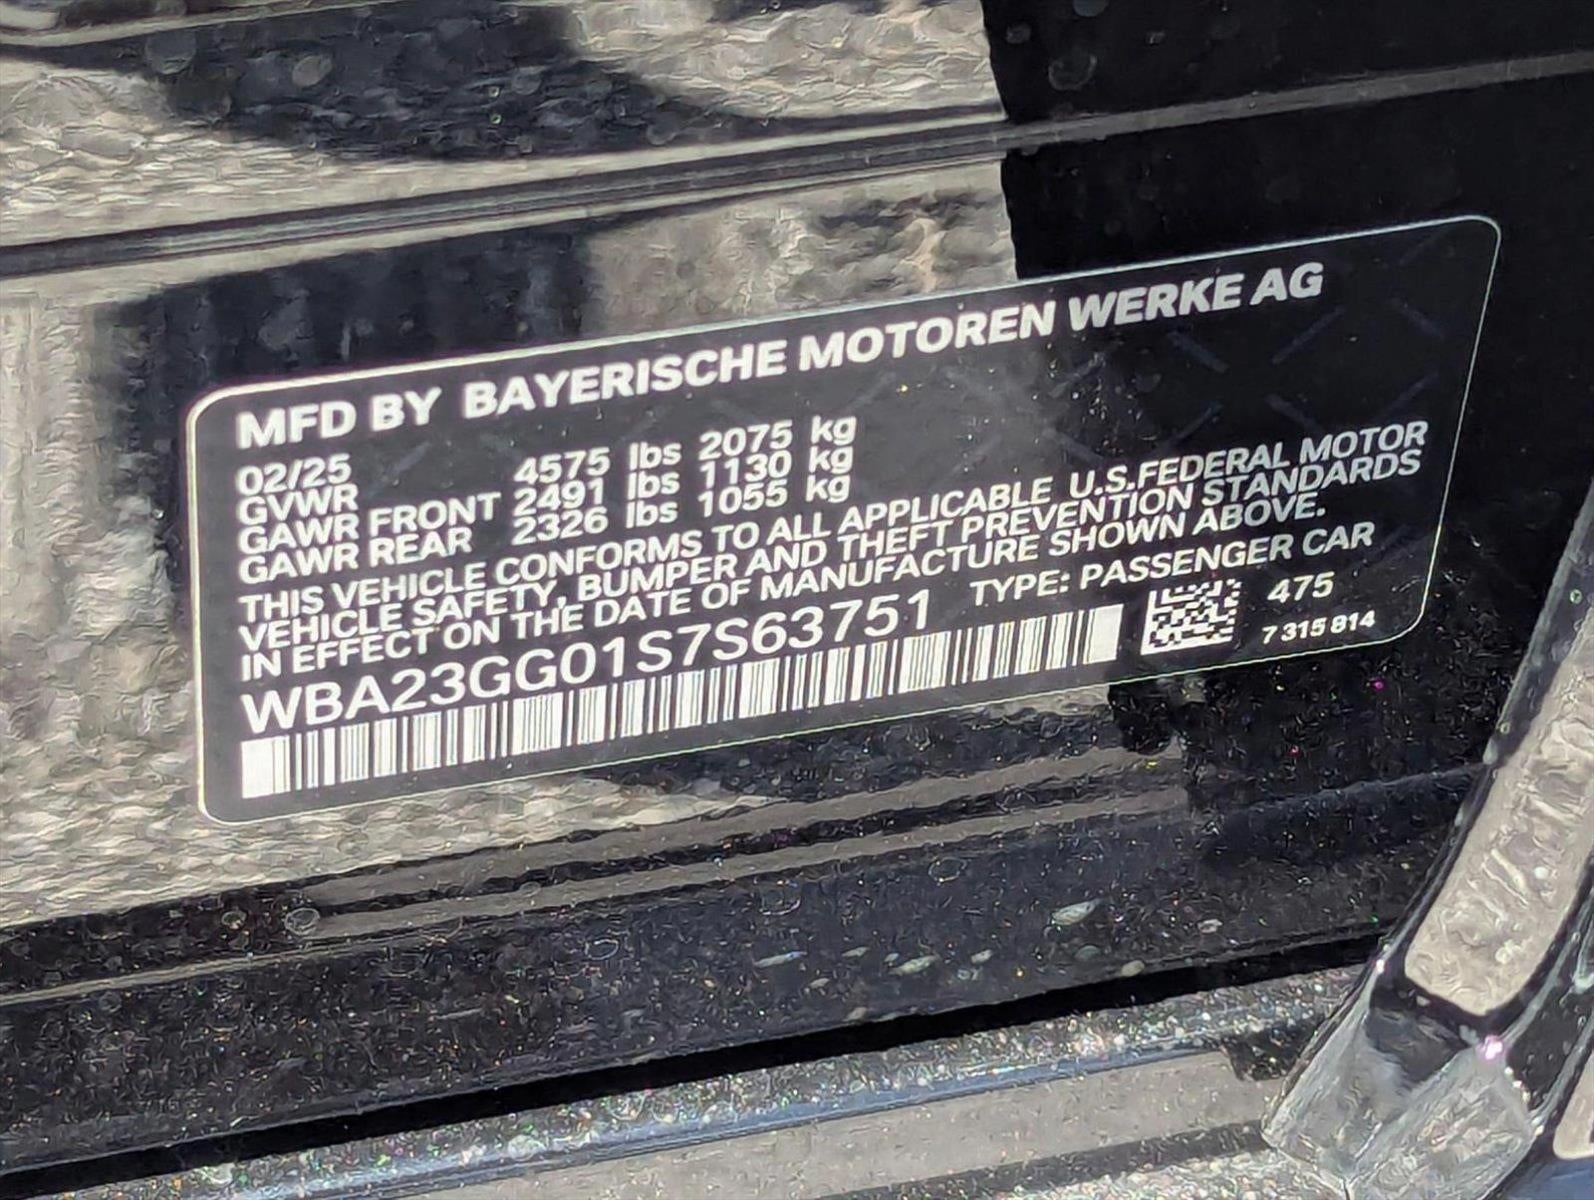 MFD BY BAYERISCHE MOTOREN WERKE AG
02/25
GVWR 4575 lbs 2075 kg
GAWR FRONT 2491 lbs 1130 kg
GAWR REAR 2326 lbs 1055 kg
THIS VEHICLE CONFORMS TO ALL APPLICABLE U.S.FEDERAL MOTOR
VEHICLE SAFETY, BUMPER AND THEFT PREVENTION STANDARDS
IN EFFECT ON THE DATE OF MANUFACTURE SHOWN ABOVE.
WBA23GG01S7S63751 TYPE: PASSENGER CAR
475
7 315 814